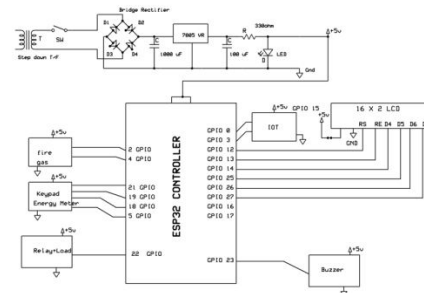 Bridge Rectifier
D1
D2
D3
D4
T
SW
Step down T-F
1000 uF
7805 VR
100 uF
R
330ohm
LED
D
+5v
Gnd
ESP32 CONTROLLER
+5v
fire
gas
2 GPIO
4 GPIO
+5v
Keypad
Energy Meter
21 GPIO
19 GPIO
18 GPIO
5 GPIO
+5v
Relay+Load
22 GPIO
GPIO 0
GPIO 3
GPIO 12
GPIO 13
GPIO 14
GPIO 25
GPIO 26
GPIO 27
GPIO 16
GPIO 17
GPIO 23
+5v
IOT
GPIO 15
+5v
16 X 2 LCD
GND
RS
RE
D4
D5
D6
+5v
Buzzer